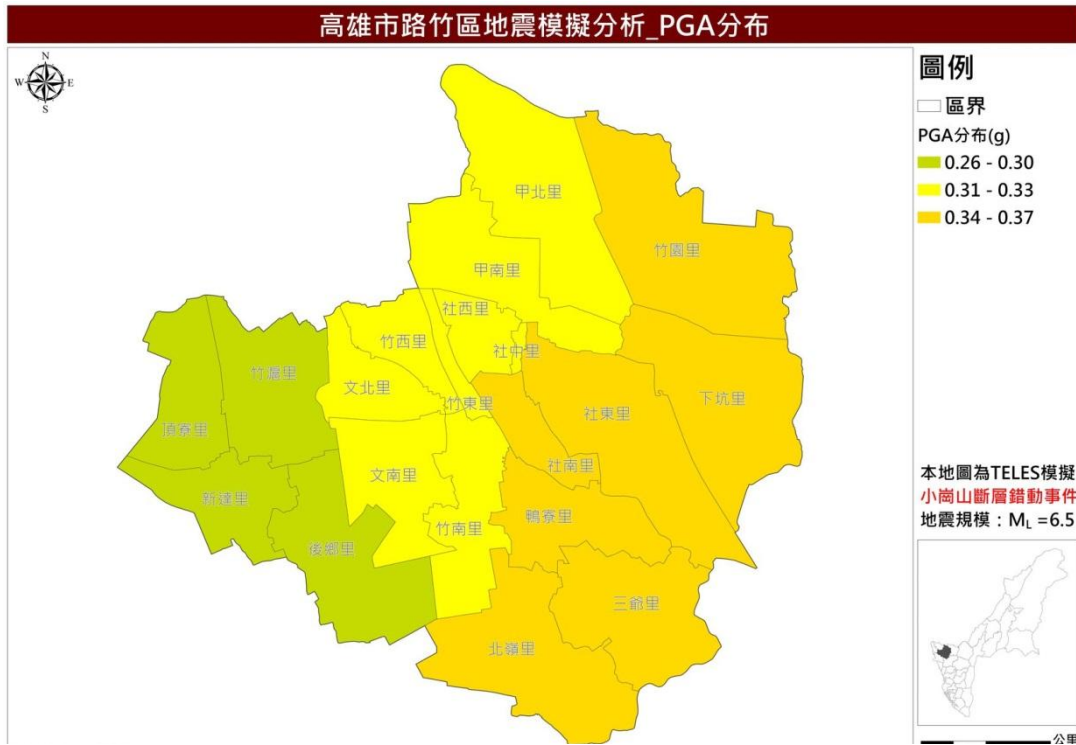 高雄市路竹區地震模擬分析_PGA分布
N
W E
S
圖例
區界
PGA分布(g)
0.26 - 0.30
0.31 - 0.33
0.34 - 0.37
甲北里
竹園里
甲南里
社西里
竹西里
社中里
竹滬里
文北里
竹東里
社東里
下坑里
頂寮里
社南里
文南里
新達里
鴨寮里
竹南里
後鄉里
三爺里
北嶺里
本地圖為TELES模擬
小崗山斷層錯動事件
地震規模：ML =6.5
公里